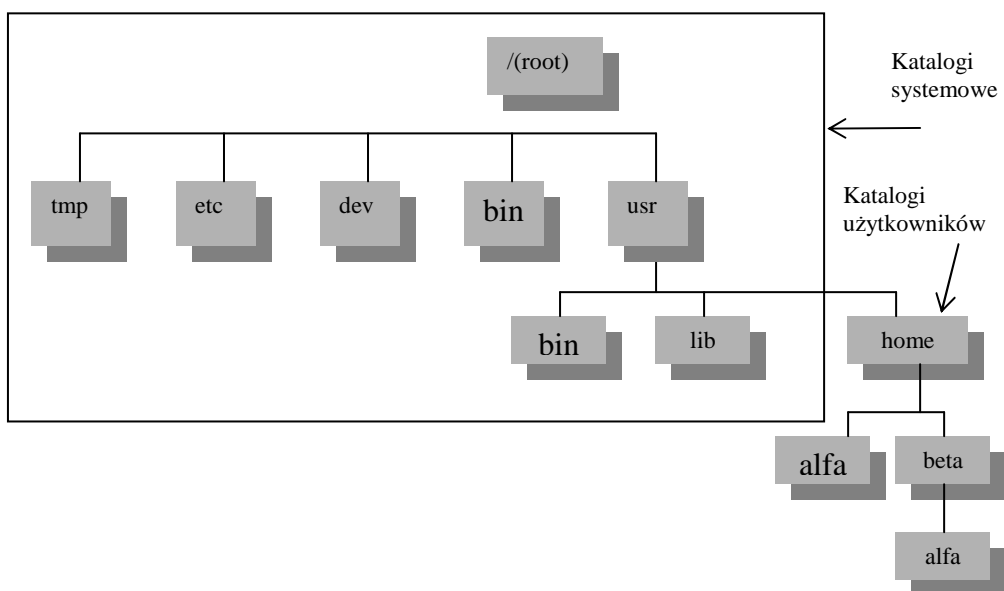 /(root)
Katalogi
systemowe
tmp
etc
dev
bin
usr
Katalogi
użytkowników
bin
lib
home
alfa
beta
alfa